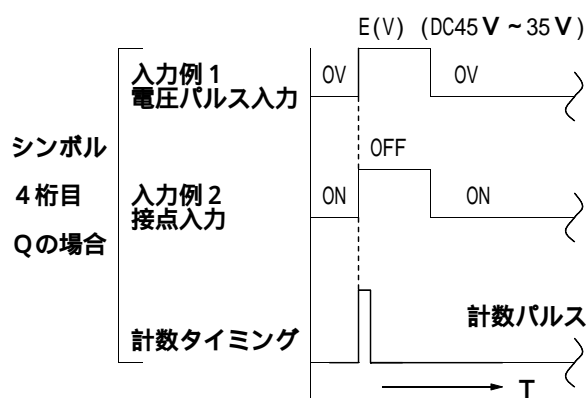 E(V) (DC45V~35V)
入力例1
電圧パルス入力
0V
0V
シンボル
4桁目
Qの場合
OFF
入力例2
接点入力
ON
ON
計数パルス
計数タイミング
T